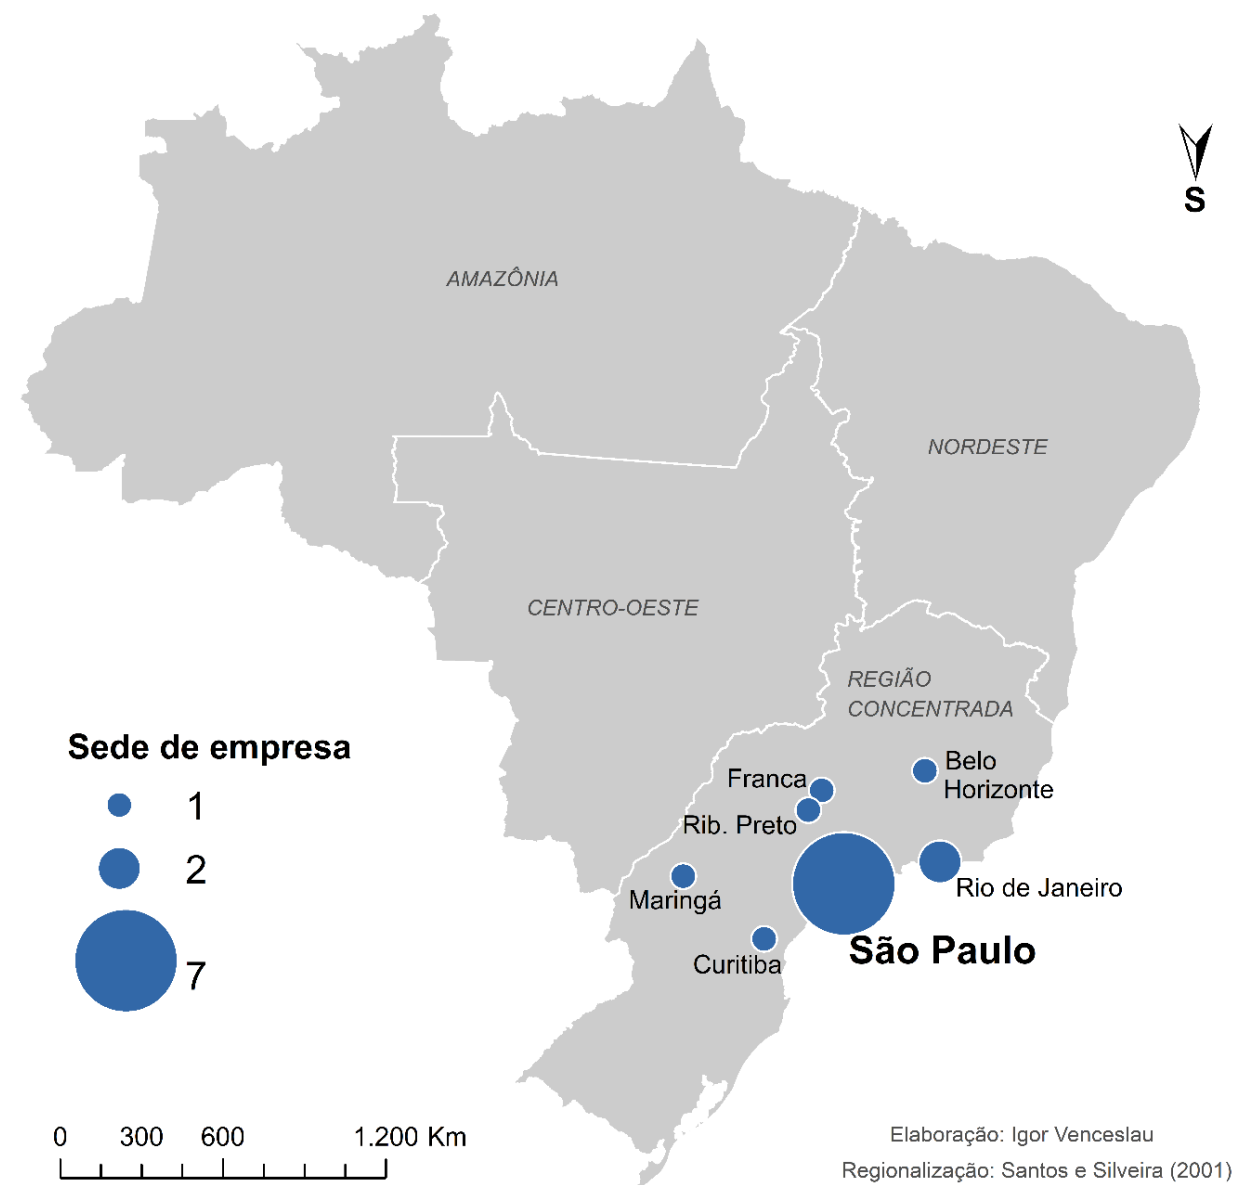 S
AMAZÔNIA
NORDESTE
CENTRO-OESTE
REGIÃO
CONCENTRADA
Sede de empresa
1
2
7
Belo
Horizonte
Franca
Rib. Preto
Maringá
Rio de Janeiro
São Paulo
Curitiba
0 300 600 1.200 Km
Elaboração: Igor Venceslau
Regionalização: Santos e Silveira (2001)